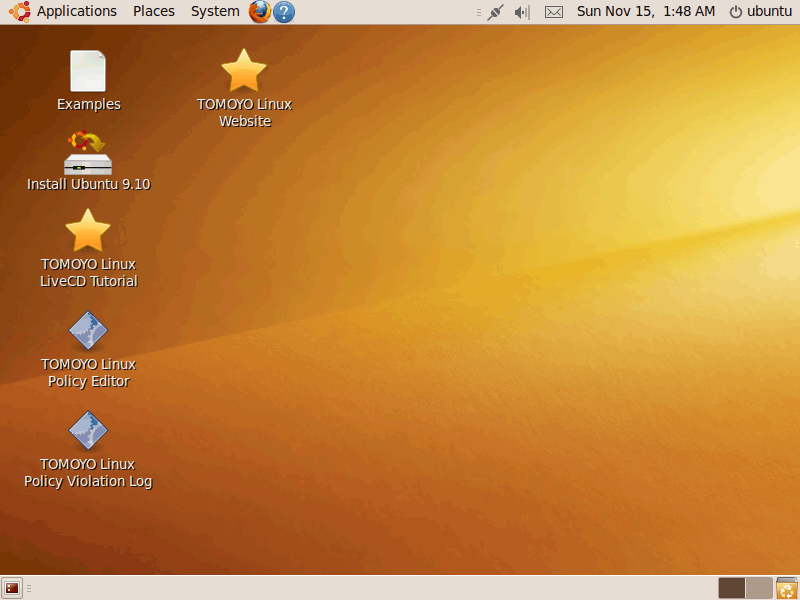 Applications Places System ? Sun Nov 15, 1:48 AM ubuntu
Examples
TOMOYO Linux
Website
Install Ubuntu 9.10
TOMOYO Linux
LiveCD Tutorial
TOMOYO Linux
Policy Editor
TOMOYO Linux
Policy Violation Log